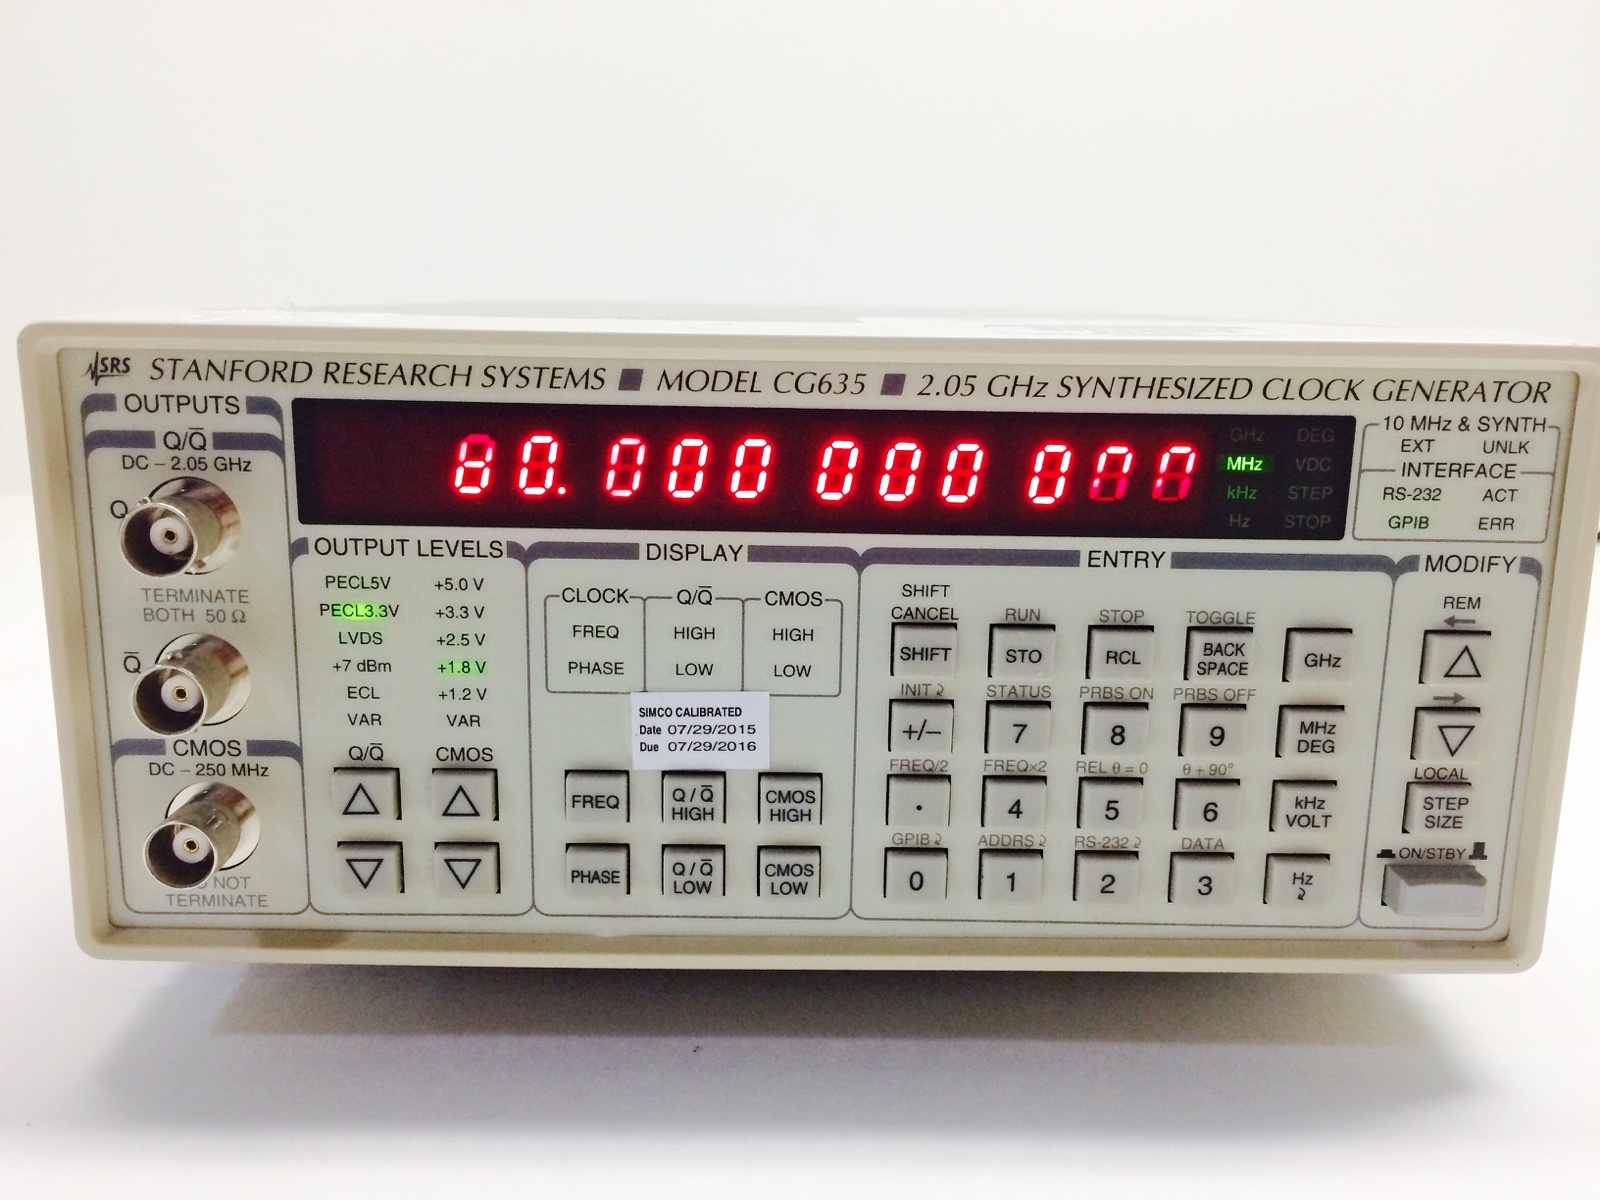 SRS STANFORD RESEARCH SYSTEMS ■ MODEL CG635 ■ 2.05 GHz SYNTHESIZED CLOCK GENERATOR
OUTPUTS
Q/Q̅
DC – 2.05 GHz
Q
TERMINATE
BOTH 50 Ω
Q̅
CMOS
DC – 250 MHz
NOT
TERMINATE
80.000 000 000 000
GHz DEG
MHz VDC
kHz STEP
Hz STOP
10 MHz & SYNTH
EXT UNLK
INTERFACE
RS-232 ACT
GPIB ERR
OUTPUT LEVELS
PECL5V +5.0 V
PECL3.3V +3.3 V
LVDS +2.5 V
+7 dBm +1.8 V
ECL +1.2 V
VAR VAR
Q/Q̅ CMOS
DISPLAY
CLOCK Q/Q̅ CMOS
FREQ HIGH HIGH
PHASE LOW LOW
SIMCO CALIBRATED
Date 07/29/2015
Due 07/29/2016
FREQ Q/Q̅ HIGH CMOS HIGH
PHASE Q/Q̅ LOW CMOS LOW
ENTRY
SHIFT
CANCEL RUN STOP TOGGLE
SHIFT STO RCL BACK SPACE GHz
INIT STATUS PRBS ON PRBS OFF
+/– 7 8 9 MHz DEG
FREQ/2 FREQ×2 REL θ = 0 θ + 90°
. 4 5 6 kHz VOLT
GPIB ADDRS RS-232 DATA
0 1 2 3 Hz
MODIFY
REM
←
→
LOCAL
STEP
SIZE
ON/STBY